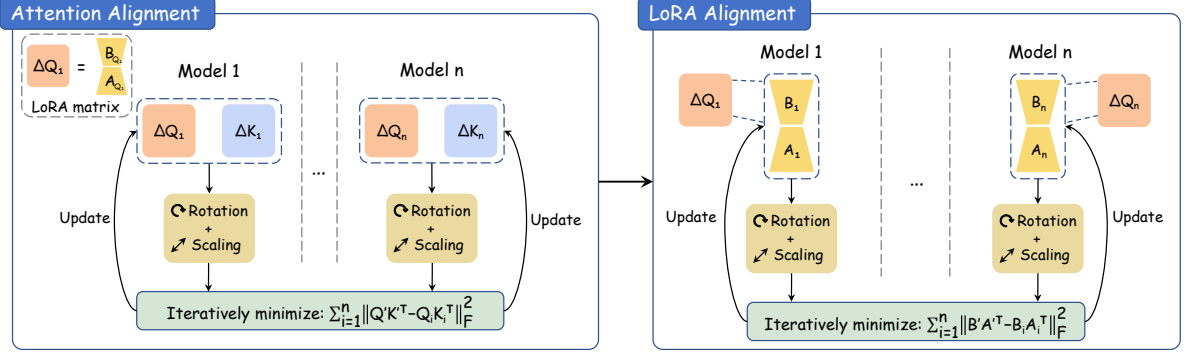 Attention Alignment
ΔQ₁ = B_Q₁ A_Q₁
LoRA matrix
Model 1
Model n
ΔQ₁
ΔK₁
...
ΔQₙ
ΔKₙ
Update
Rotation
+
Scaling
Rotation
+
Scaling
Update
Iteratively minimize: ∑ⁿᵢ₌₁‖Q'K'ᵀ−QᵢKᵢᵀ‖²_F
LoRA Alignment
Model 1
Model n
ΔQ₁
B₁
A₁
...
Bₙ
Aₙ
ΔQₙ
Update
Rotation
+
Scaling
Rotation
+
Scaling
Update
Iteratively minimize: ∑ⁿᵢ₌₁‖B'A'ᵀ−BᵢAᵢᵀ‖²_F